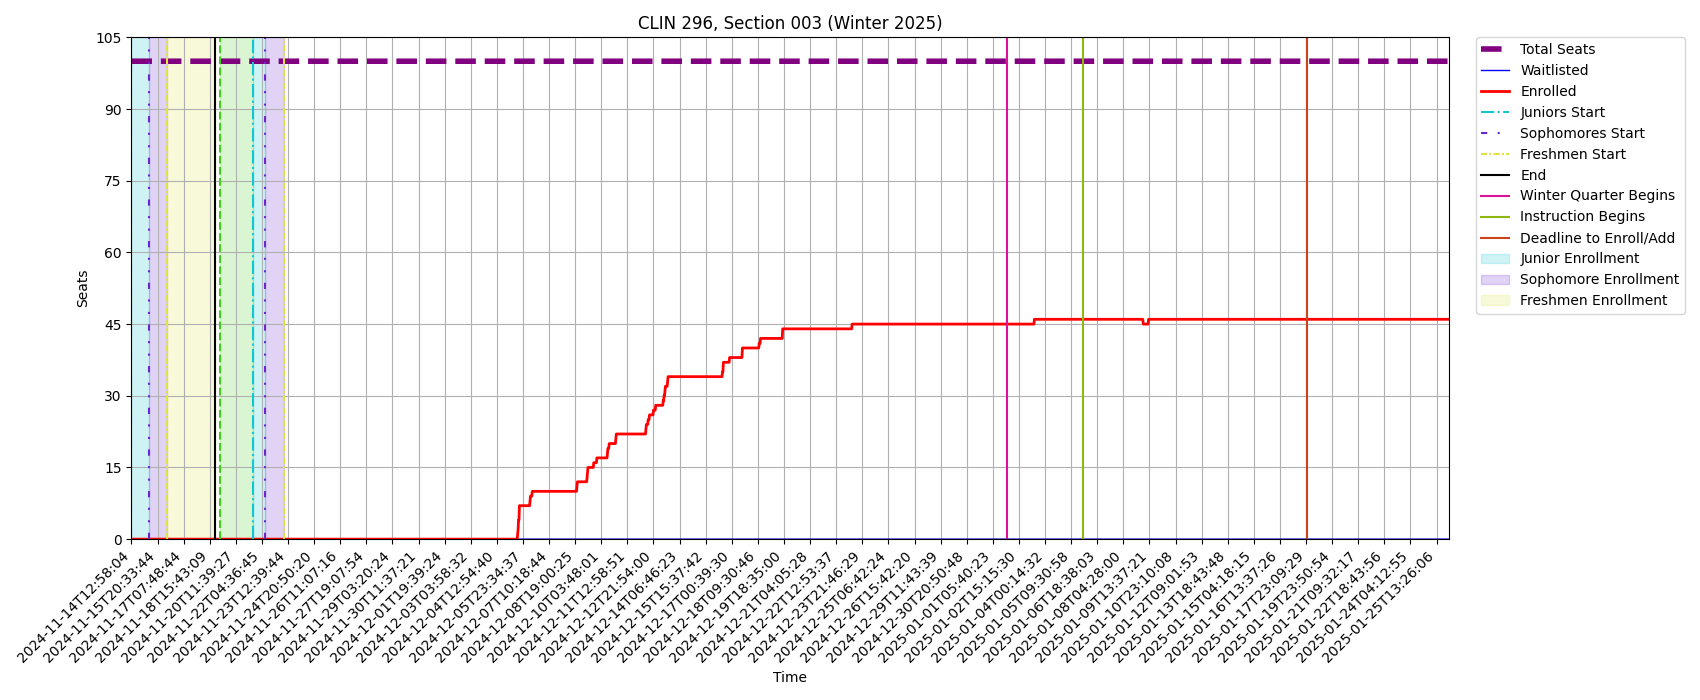 CLIN 296, Section 003 (Winter 2025)
105
90
75
60
45
30
15
0
Seats
2024-11-14T12:58:04
2024-11-15T20:33:44
2024-11-17T07:48:44
2024-11-18T15:43:09
2024-11-20T11:39:27
2024-11-22T04:36:45
2024-11-23T12:39:44
2024-11-24T20:50:20
2024-11-26T11:07:16
2024-11-27T19:07:54
2024-11-29T03:20:24
2024-11-30T11:37:21
2024-12-01T19:39:24
2024-12-03T03:58:32
2024-12-04T12:54:40
2024-12-05T23:34:37
2024-12-07T10:18:44
2024-12-08T19:00:25
2024-12-10T03:48:01
2024-12-11T12:58:51
2024-12-12T21:54:00
2024-12-14T06:46:23
2024-12-15T15:37:42
2024-12-17T00:39:30
2024-12-18T09:30:46
2024-12-19T18:35:00
2024-12-21T04:05:28
2024-12-22T12:53:37
2024-12-23T21:46:29
2024-12-25T06:42:24
2024-12-26T15:42:20
2024-12-29T11:43:39
2024-12-30T20:50:48
2025-01-01T05:40:23
2025-01-02T15:15:30
2025-01-04T00:14:32
2025-01-05T09:30:58
2025-01-06T18:38:03
2025-01-08T04:28:00
2025-01-09T13:37:21
2025-01-10T23:10:08
2025-01-12T09:01:53
2025-01-13T18:43:48
2025-01-15T04:18:15
2025-01-16T13:37:26
2025-01-17T23:09:29
2025-01-19T23:50:54
2025-01-21T09:32:17
2025-01-22T18:43:56
2025-01-24T04:12:55
2025-01-25T13:26:06
Time
Total Seats
Waitlisted
Enrolled
Juniors Start
Sophomores Start
Freshmen Start
End
Winter Quarter Begins
Instruction Begins
Deadline to Enroll/Add
Junior Enrollment
Sophomore Enrollment
Freshmen Enrollment